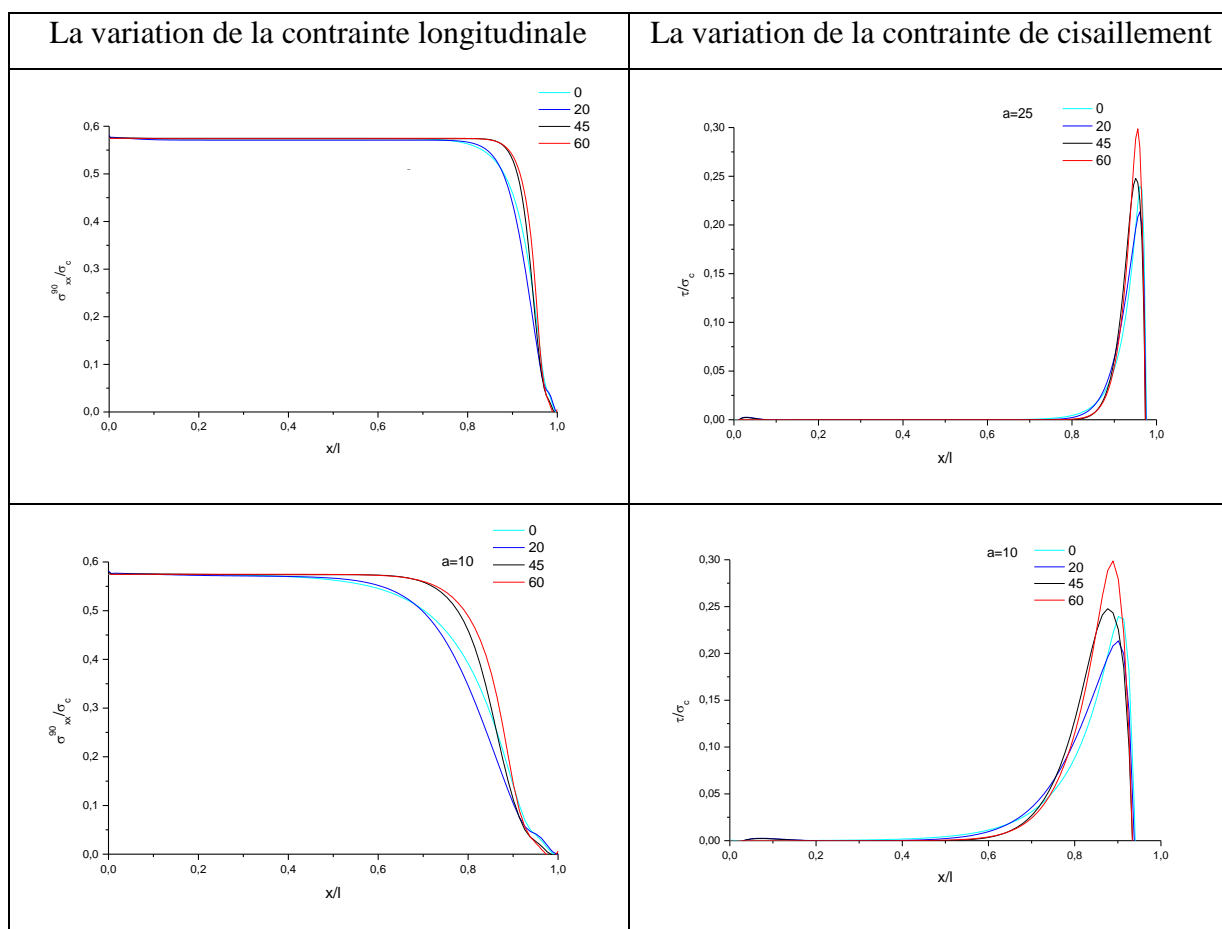 La variation de la contrainte longitudinale
La variation de la contrainte de cisaillement
0
20
45
60
0,6
0,5
0,4
0,3
0,2
0,1
0,0
σ⁹⁰xx/σc
0,0 0,2 0,4 0,6 0,8 1,0
x/l
a=25
0
20
45
60
0,30
0,25
0,20
0,15
0,10
0,05
0,00
τ/σc
0,0 0,2 0,4 0,6 0,8 1,0
x/l
a=10
0
20
45
60
0,6
0,5
0,4
0,3
0,2
0,1
0,0
σ⁹⁰xx/σc
0,0 0,2 0,4 0,6 0,8 1,0
x/l
a=10
0
20
45
60
0,30
0,25
0,20
0,15
0,10
0,05
0,00
τ/σc
0,0 0,2 0,4 0,6 0,8 1,0
x/l